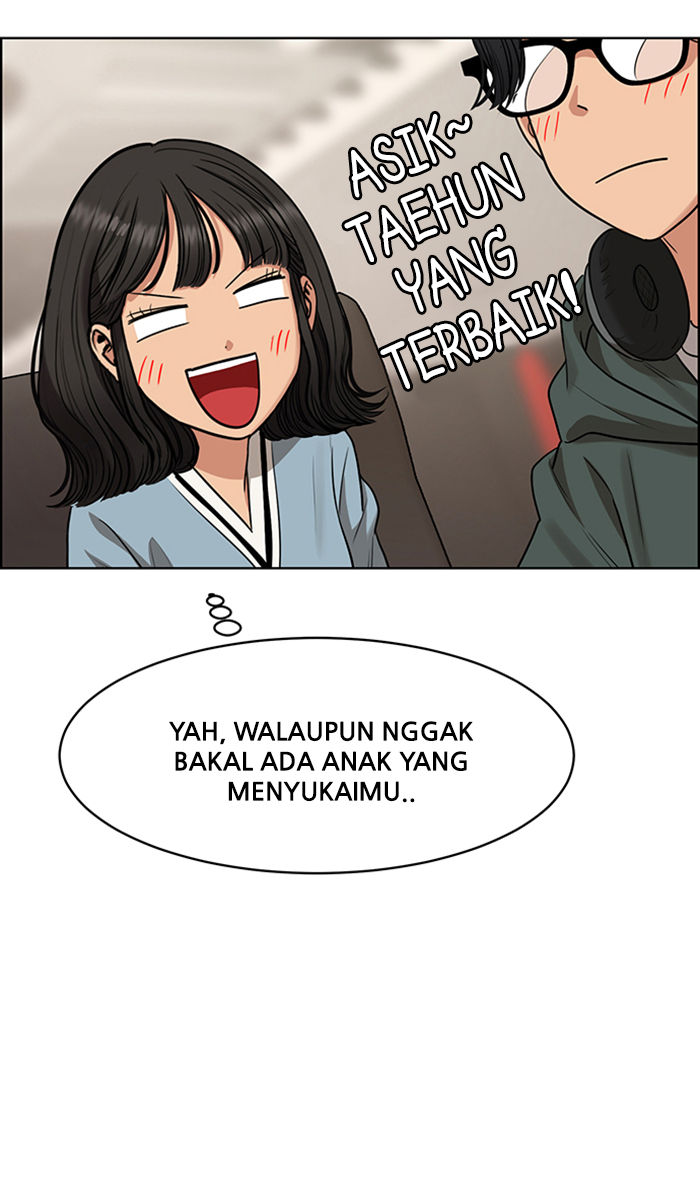 ASIK~
TAEHUN
YANG
TERBAIK!
YAH, WALAUPUN NGGAK
BAKAL ADA ANAK YANG
MENYUKAIMU..